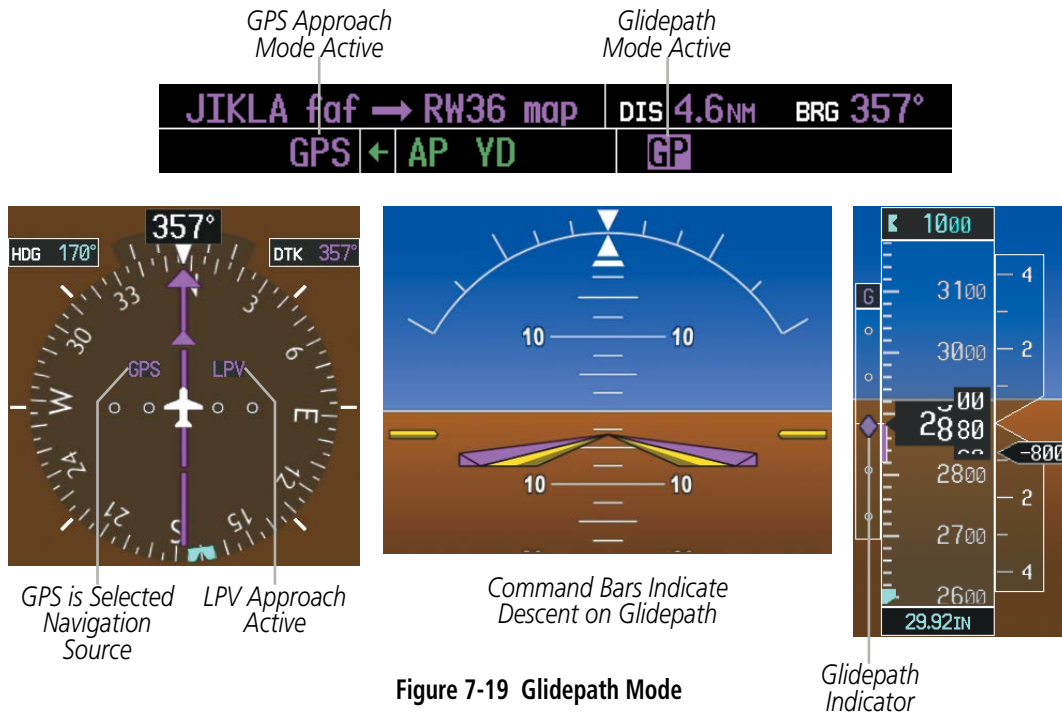 GPS Approach
Mode Active
Glidepath
Mode Active
JIKLA faf → RW36 map DIS 4.6NM BRG 357°
GPS ← AP YD GP
357°
HDG 170°
DTK 357°
N
3
6
E
12
15
S
21
24
W
30
33
GPS LPV
10 10
10 10
1000
G
3100
3000
2880
00
2800
2700
2600
29.92IN
4
2
-800
2
4
GPS is Selected
Navigation
Source
LPV Approach
Active
Command Bars Indicate
Descent on Glidepath
Glidepath
Indicator
Figure 7-19 Glidepath Mode